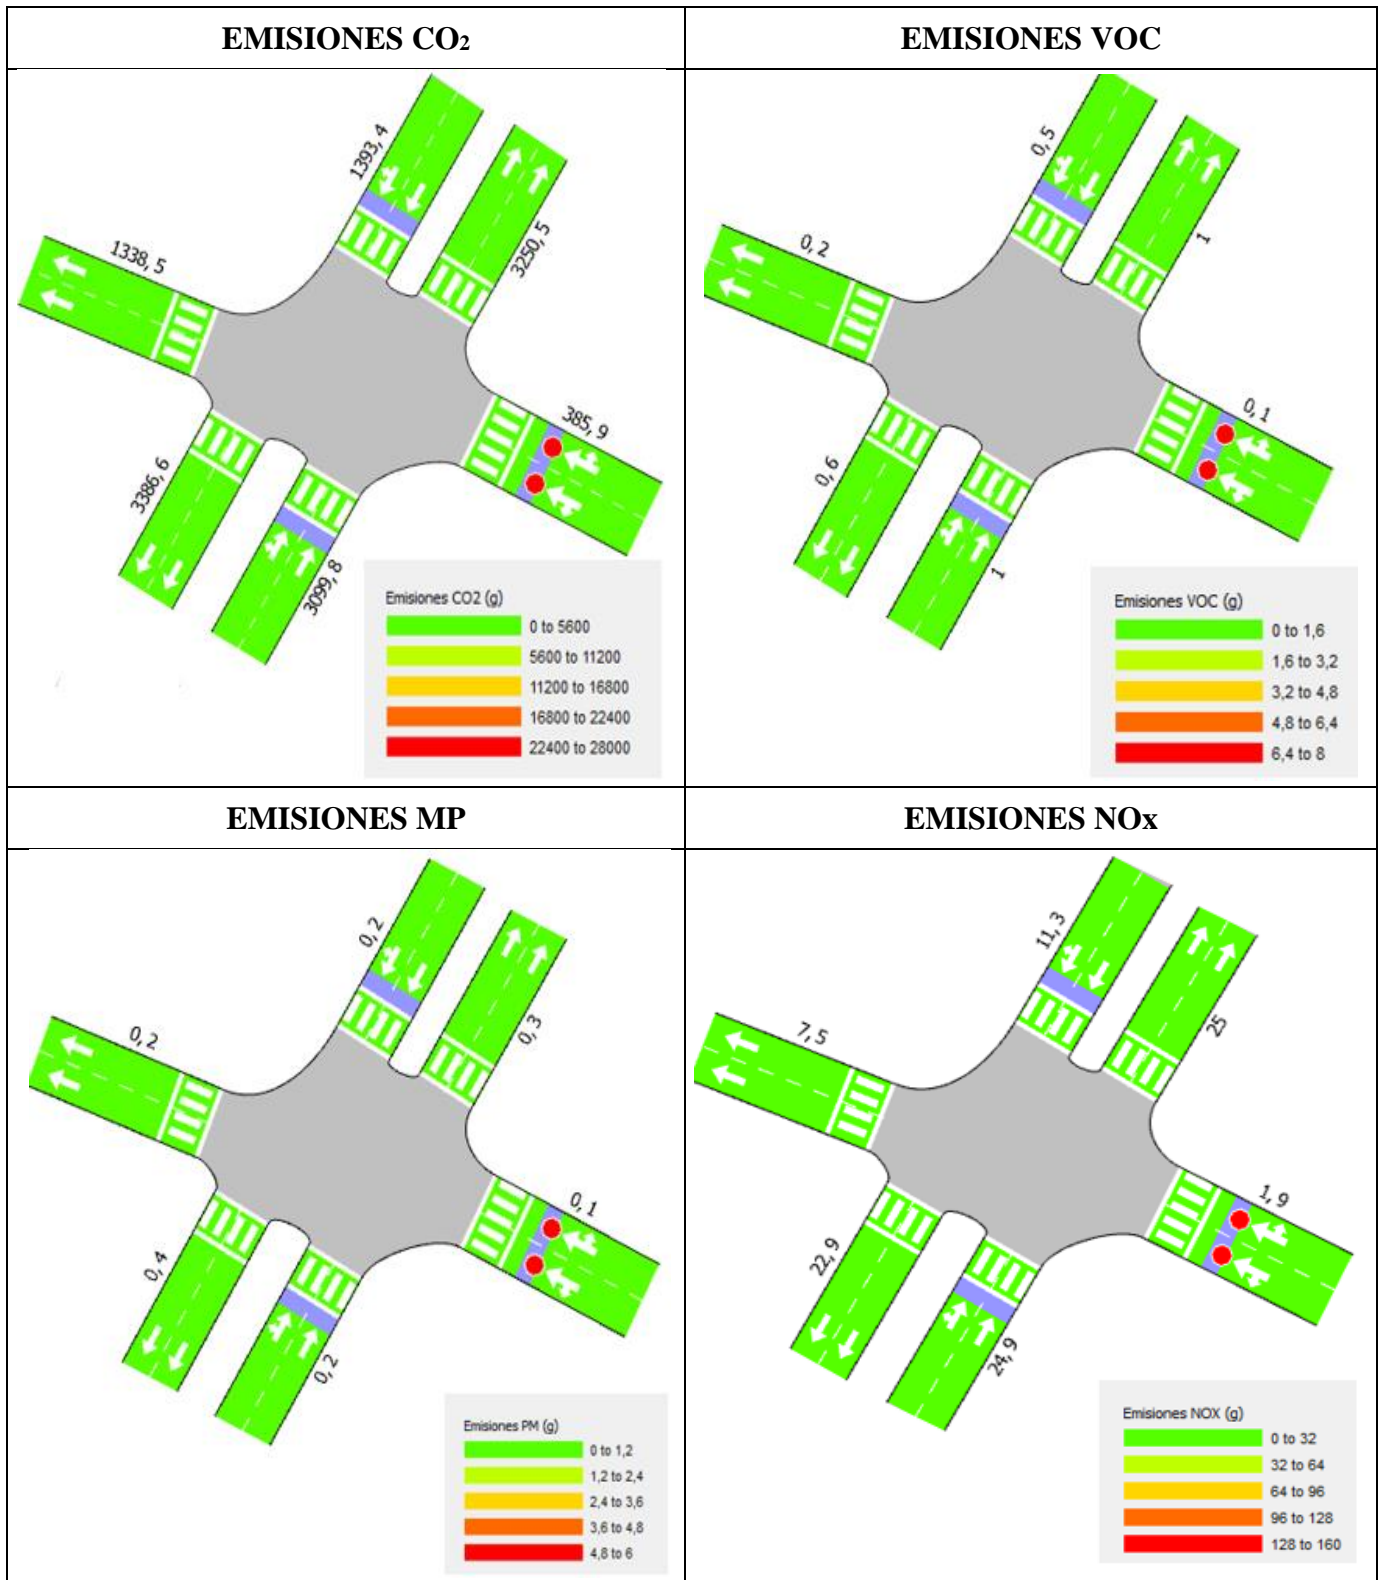 EMISIONES CO₂
EMISIONES VOC
1393, 4
3250, 5
1338, 5
385, 9
3386, 6
3099, 8
Emisiones CO2 (g)
0 to 5600
5600 to 11200
11200 to 16800
16800 to 22400
22400 to 28000
0, 5
1
0, 2
0, 1
0, 6
1
Emisiones VOC (g)
0 to 1,6
1,6 to 3,2
3,2 to 4,8
4,8 to 6,4
6,4 to 8
EMISIONES MP
EMISIONES NOx
0, 2
0, 3
0, 2
0, 1
0, 4
0, 2
Emisiones PM (g)
0 to 1,2
1,2 to 2,4
2,4 to 3,6
3,6 to 4,8
4,8 to 6
11, 3
25
7, 5
1, 9
22, 9
24, 9
Emisiones NOX (g)
0 to 32
32 to 64
64 to 96
96 to 128
128 to 160